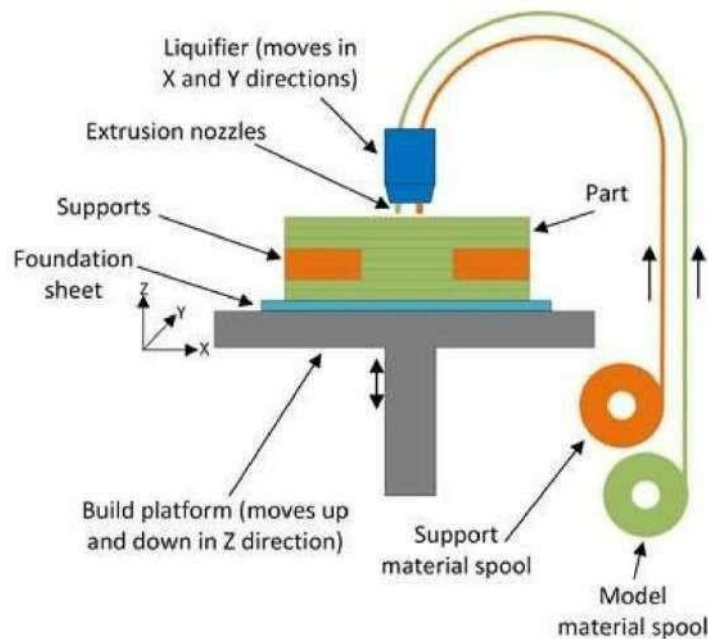 Liquifier (moves in
X and Y directions)
Extrusion nozzles
Supports
Part
Foundation
sheet
Z
Y
X
Build platform (moves up
and down in Z direction)
Support
material spool
Model
material spool